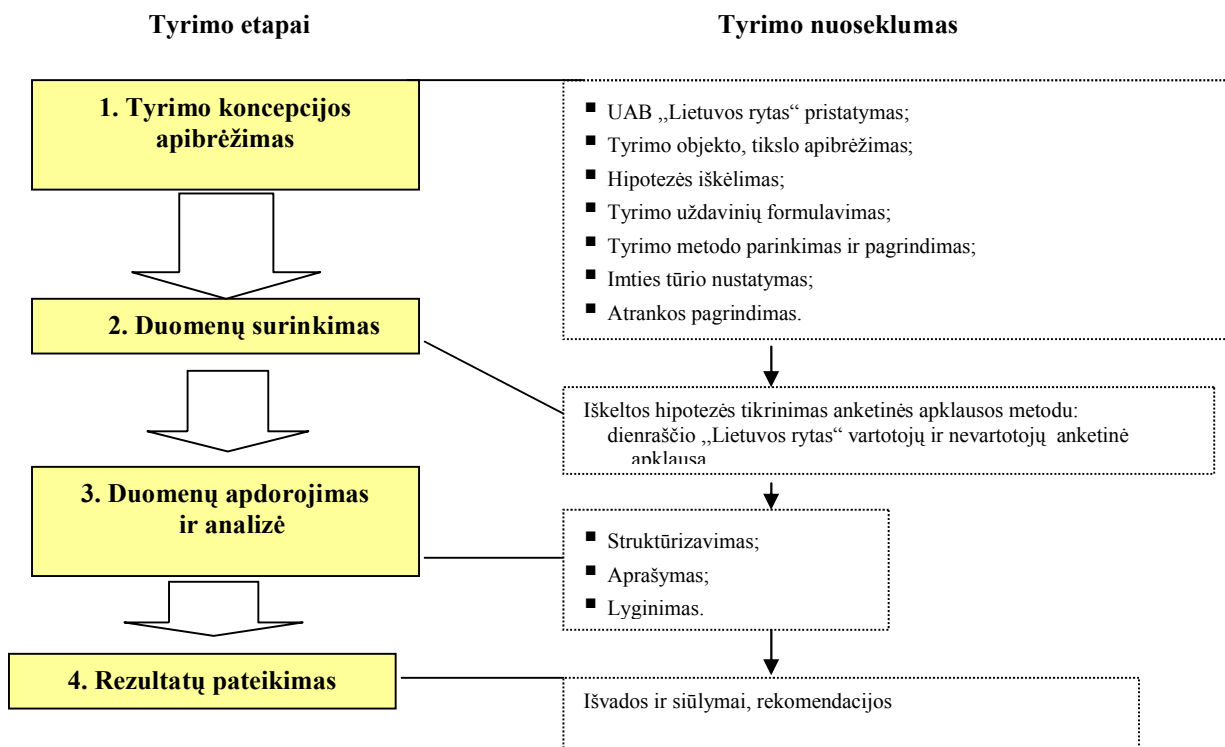 Tyrimo etapai
Tyrimo nuoseklumas
1. Tyrimo koncepcijos
apibrėžimas
▪ UAB ,,Lietuvos rytas“ pristatymas;
▪ Tyrimo objekto, tikslo apibrėžimas;
▪ Hipotezės iškėlimas;
▪ Tyrimo uždavinių formulavimas;
▪ Tyrimo metodo parinkimas ir pagrindimas;
▪ Imties tūrio nustatymas;
▪ Atrankos pagrindimas.
2. Duomenų surinkimas
Iškeltos hipotezės tikrinimas anketinės apklausos metodu:
dienraščio ,,Lietuvos rytas“ vartotojų ir nevartotojų anketinė
apklausa
3. Duomenų apdorojimas
ir analizė
▪ Struktūrizavimas;
▪ Aprašymas;
▪ Lyginimas.
4. Rezultatų pateikimas
Išvados ir siūlymai, rekomendacijos